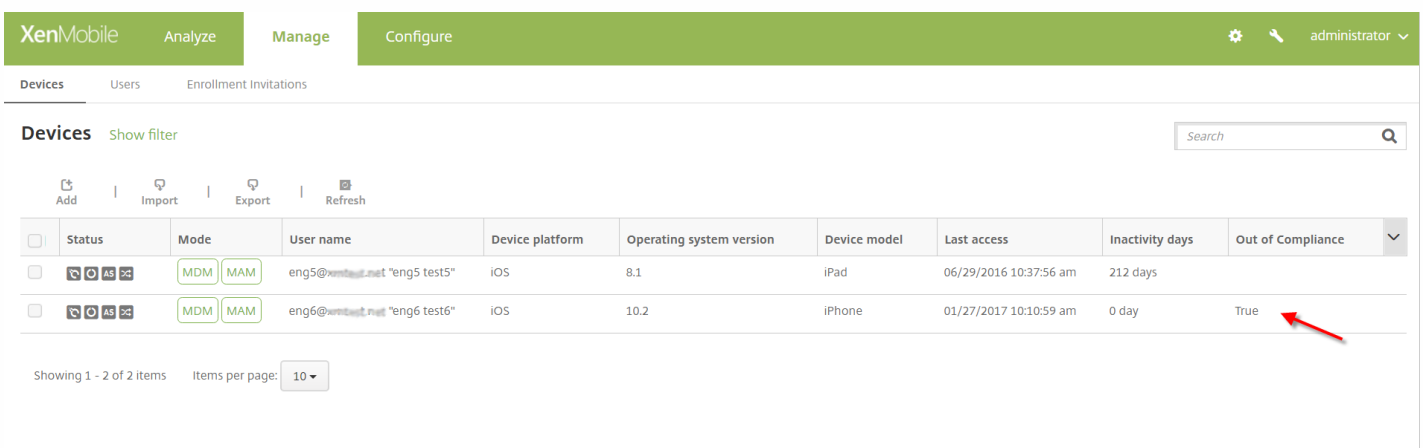 XenMobile Analyze Manage Configure administrator
Devices Users Enrollment Invitations
Devices Show filter Search
Add | Import | Export | Refresh
Status Mode User name Device platform Operating system version Device model Last access Inactivity days Out of Compliance
AS MDM MAM eng5@ "eng5 test5" iOS 8.1 iPad 06/29/2016 10:37:56 am 212 days
AS MDM MAM eng6@ "eng6 test6" iOS 10.2 iPhone 01/27/2017 10:10:59 am 0 day True
Showing 1 - 2 of 2 items Items per page: 10